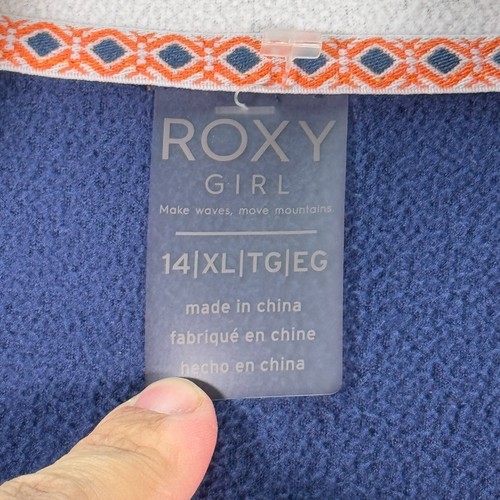 ROXY
GIRL
Make waves, move mountains.
14|XL|TG|EG
made in china
fabriqué en chine
hecho en china